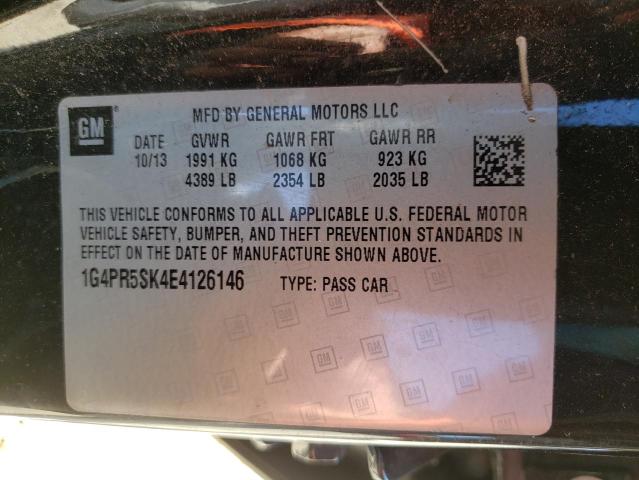 GM
MFD BY GENERAL MOTORS LLC
DATE GVWR GAWR FRT GAWR RR
10/13 1991 KG 1068 KG 923 KG
4389 LB 2354 LB 2035 LB
THIS VEHICLE CONFORMS TO ALL APPLICABLE U.S. FEDERAL MOTOR
VEHICLE SAFETY, BUMPER, AND THEFT PREVENTION STANDARDS IN
EFFECT ON THE DATE OF MANUFACTURE SHOWN ABOVE.
1G4PR5SK4E4126146 TYPE: PASS CAR